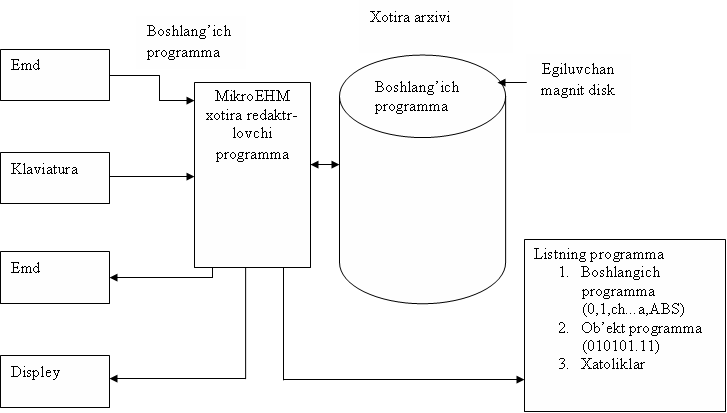 Xotira arxivi
Boshlang’ich
programma
Emd
Egiluvchan
magnit disk
Boshlang’ich
programma
MikroEHM
xotira redaktr-
lovchi
programma
Klaviatura
Emd
Displey
Listning programma
1. Boshlangich
programma
(0,1,ch...a,ABS)
2. Ob’ekt programma
(010101.11)
3. Xatoliklar